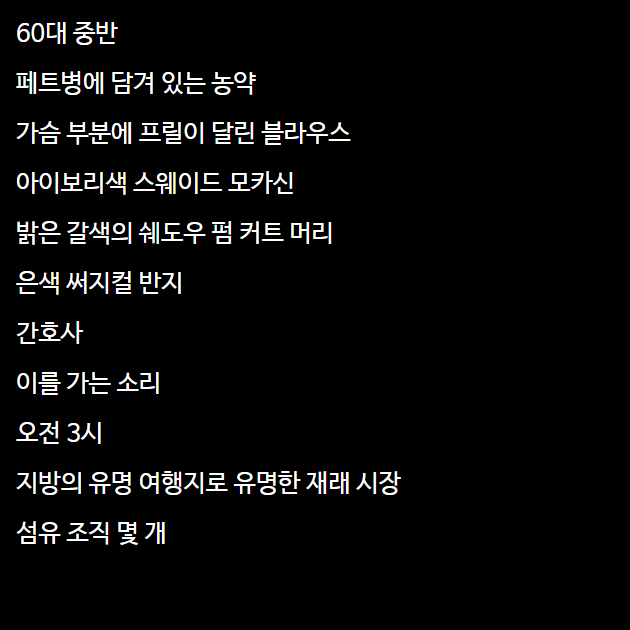 60대 중반
페트병에 담겨 있는 농약
가슴 부분에 프릴이 달린 블라우스
아이보리색 스웨이드 모카신
밝은 갈색의 쉐도우 펌 커트 머리
은색 써지컬 반지
간호사
이를 가는 소리
오전 3시
지방의 유명 여행지로 유명한 재래 시장
섬유 조직 몇 개